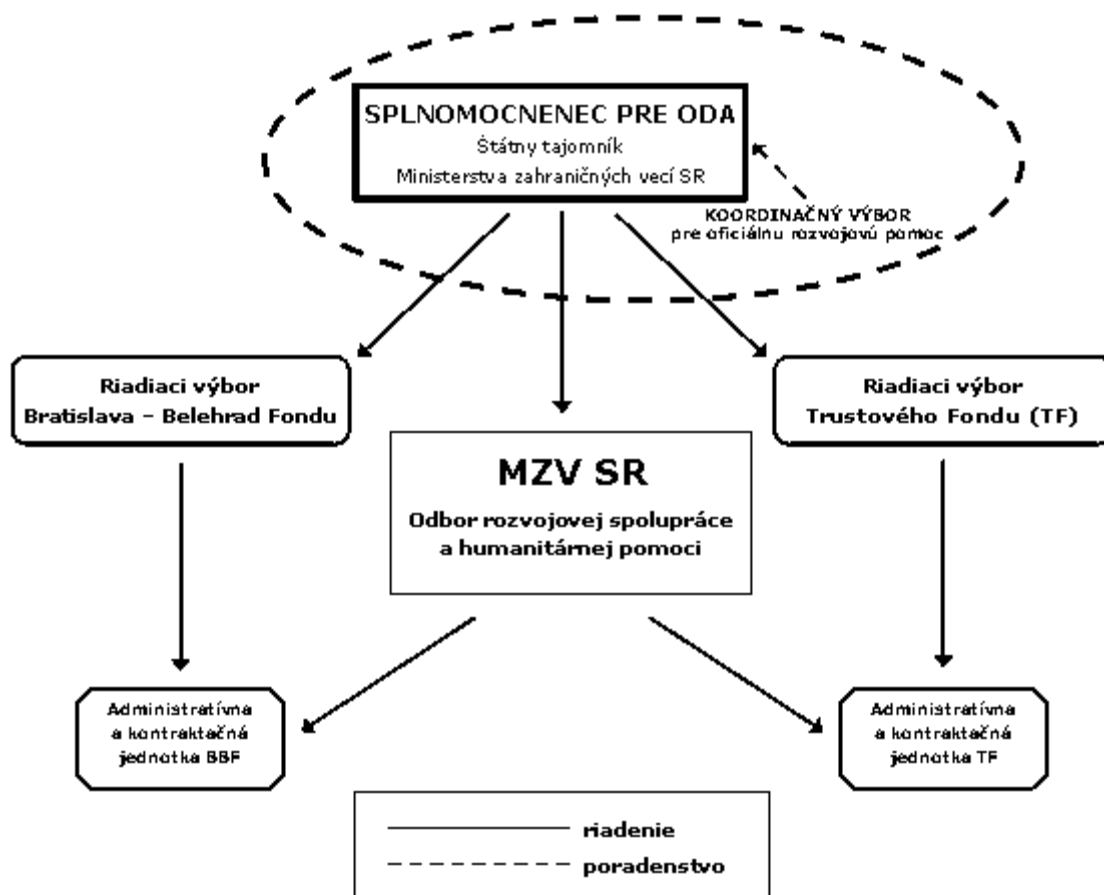 SPLNOMOCNENEC PRE ODA
Štátny tajomník
Ministerstva zahraničných vecí SR
KOORDINAČNÝ VÝBOR
pre oficiálnu rozvojovú pomoc
Riadiaci výbor
Bratislava – Belehrad Fondu
Riadiaci výbor
Trustového Fondu (TF)
MZV SR
Odbor rozvojovej spolupráce
a humanitárnej pomoci
Administratívna
a kontraktačná
jednotka BBF
Administratívna
a kontraktačná
jednotka TF
riadenie
poradenstvo